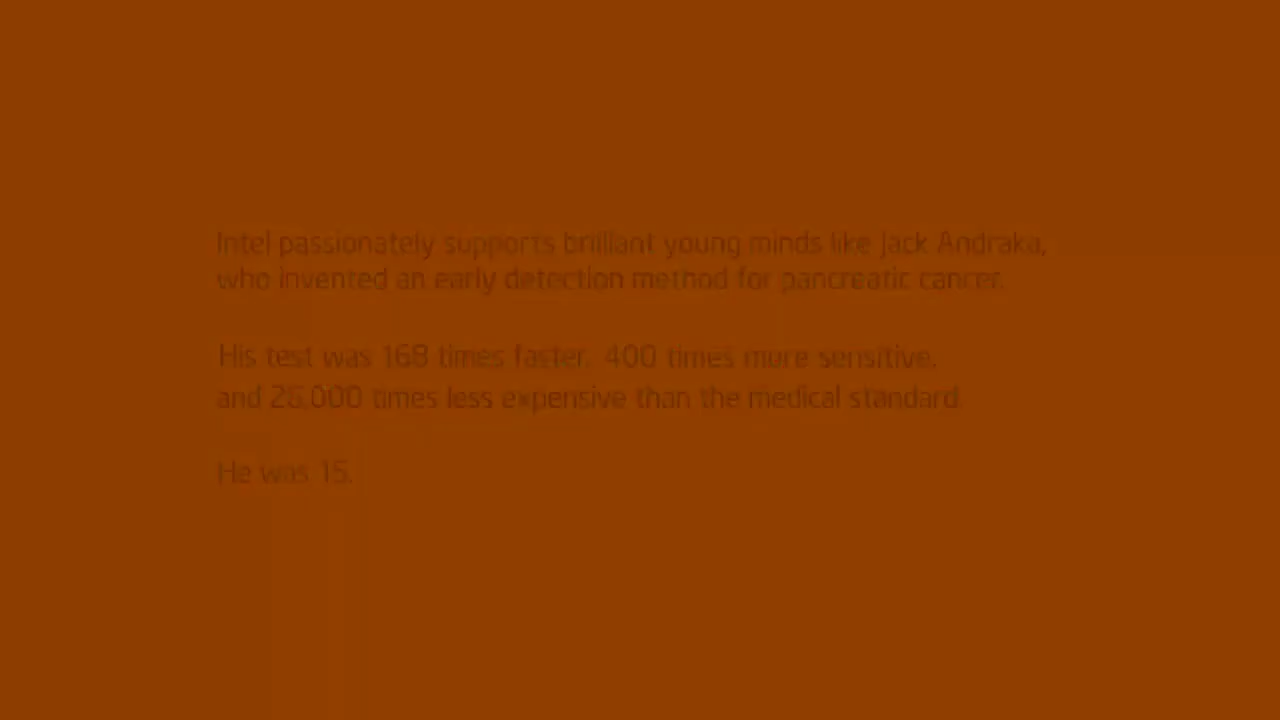 Intel passionately supports brilliant young minds like Jack Andraka,
who invented an early detection method for pancreatic cancer.
His test was 168 times faster, 400 times more sensitive,
and 26,000 times less expensive than the medical standard.
He was 15.